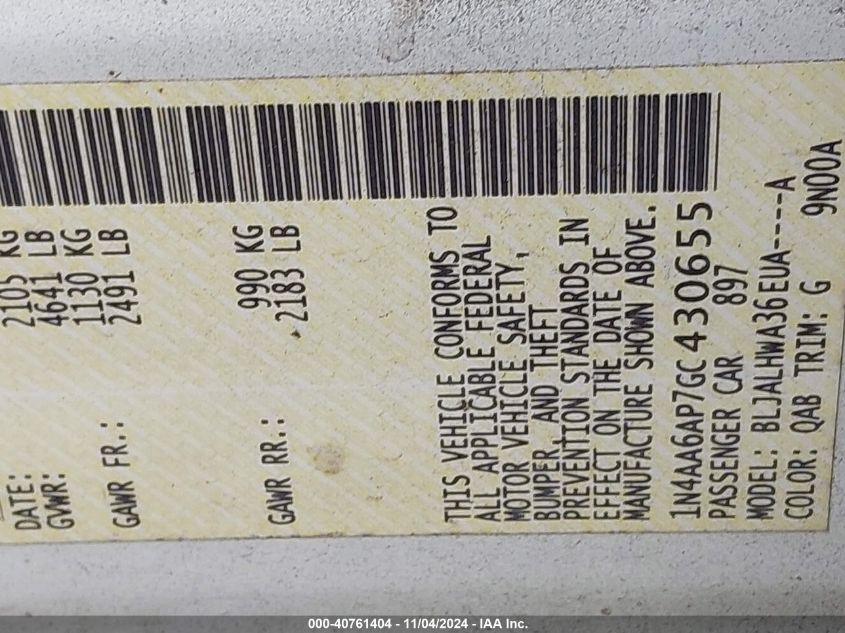 DATE:
GVWR: 2105 KG
4641 LB
GAWR FR.: 1130 KG
2491 LB
GAWR RR.: 990 KG
2183 LB
THIS VEHICLE CONFORMS TO
ALL APPLICABLE FEDERAL
MOTOR VEHICLE SAFETY,
BUMPER, AND THEFT
PREVENTION STANDARDS IN
EFFECT ON THE DATE OF
MANUFACTURE SHOWN ABOVE.
1N4AA6AP7GC430655
PASSENGER CAR 897
MODEL: BLJALHWA36EUA----A
COLOR: QAB TRIM: G 9N00A
000-40761404 - 11/04/2024 - IAA Inc.